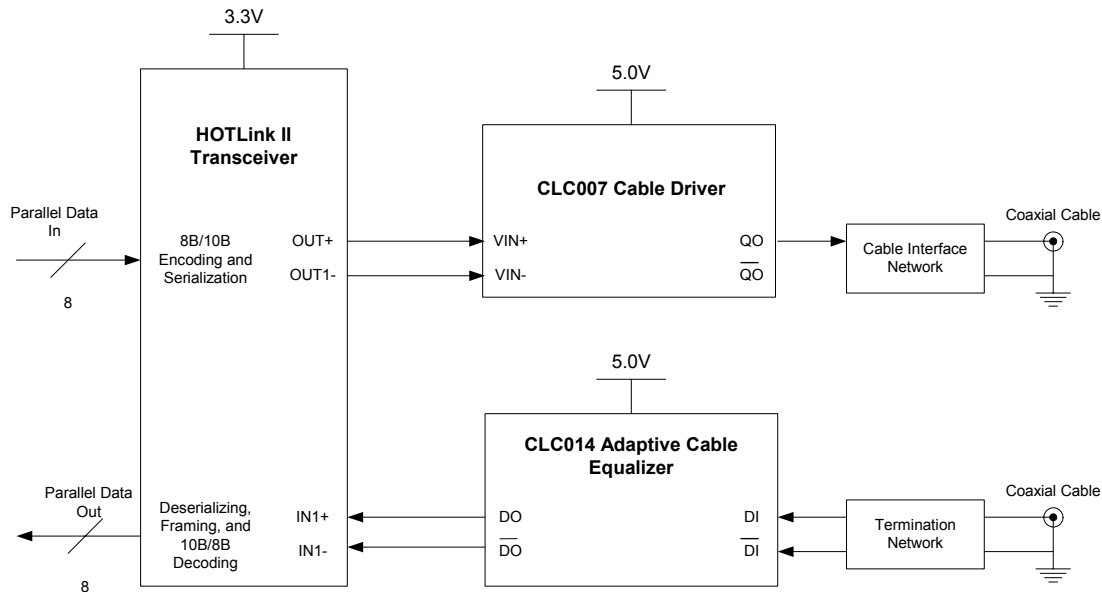 3.3V
HOTLink II
Transceiver
5.0V
CLC007 Cable Driver
Parallel Data
In
8
8B/10B
Encoding and
Serialization
OUT+
OUT1-
VIN+
VIN-
QO
QO
Cable Interface
Network
Coaxial Cable
5.0V
CLC014 Adaptive Cable
Equalizer
Parallel Data
Out
8
Deserializing,
Framing, and
10B/8B
Decoding
IN1+
IN1-
DO
DO
DI
DI
Termination
Network
Coaxial Cable